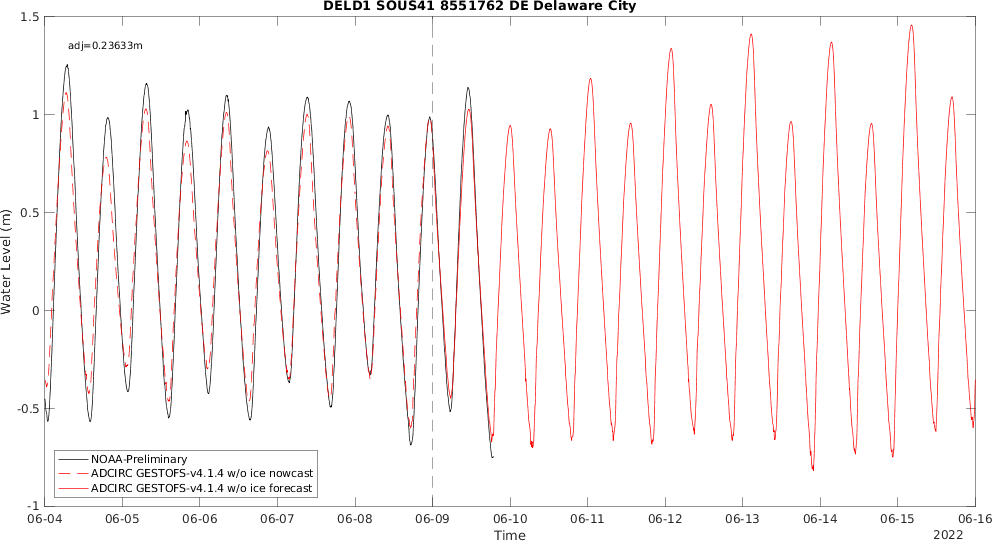 DELD1 SOUS41 8551762 DE Delaware City
adj=0.23633m
1.5
1
0.5
0
-0.5
-1
Water Level (m)
NOAA-Preliminary
ADCIRC GESTOFS-v4.1.4 w/o ice nowcast
ADCIRC GESTOFS-v4.1.4 w/o ice forecast
06-04 06-05 06-06 06-07 06-08 06-09 06-10 06-11 06-12 06-13 06-14 06-15 06-16
Time
2022